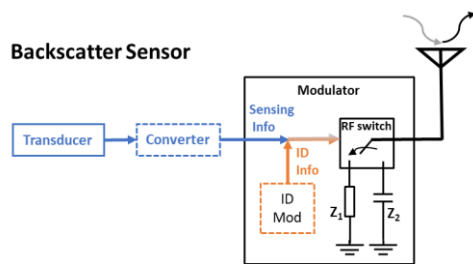 Backscatter Sensor
Modulator
Sensing
Info
RF switch
Transducer
Converter
ID
Info
ID
Mod
Z1
Z2